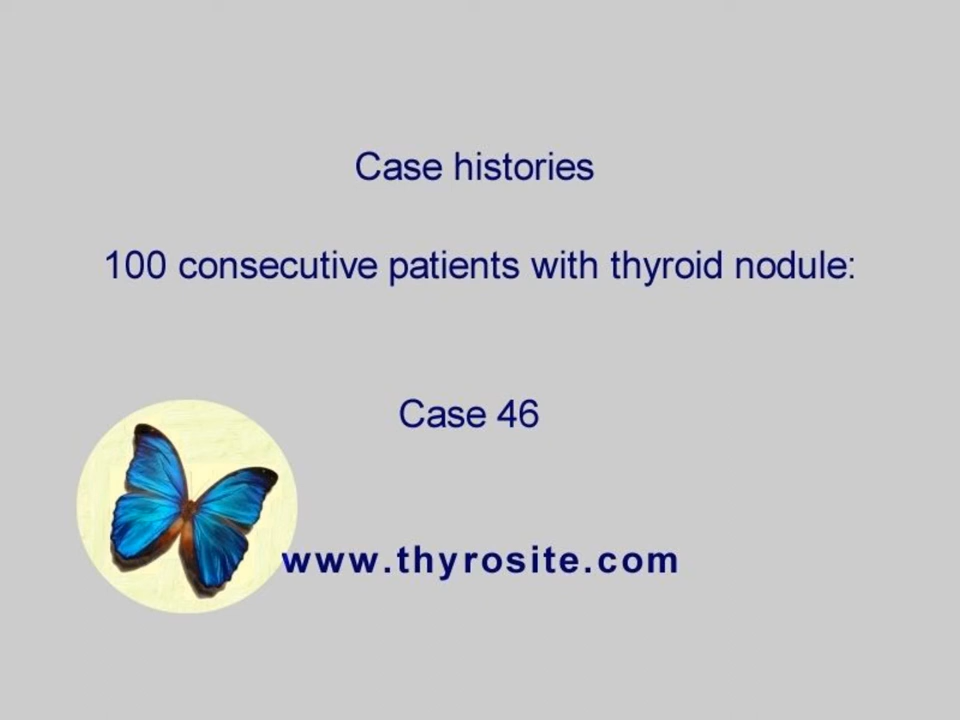 Case histories
100 consecutive patients with thyroid nodule:
Case 46
www.thyrosite.com